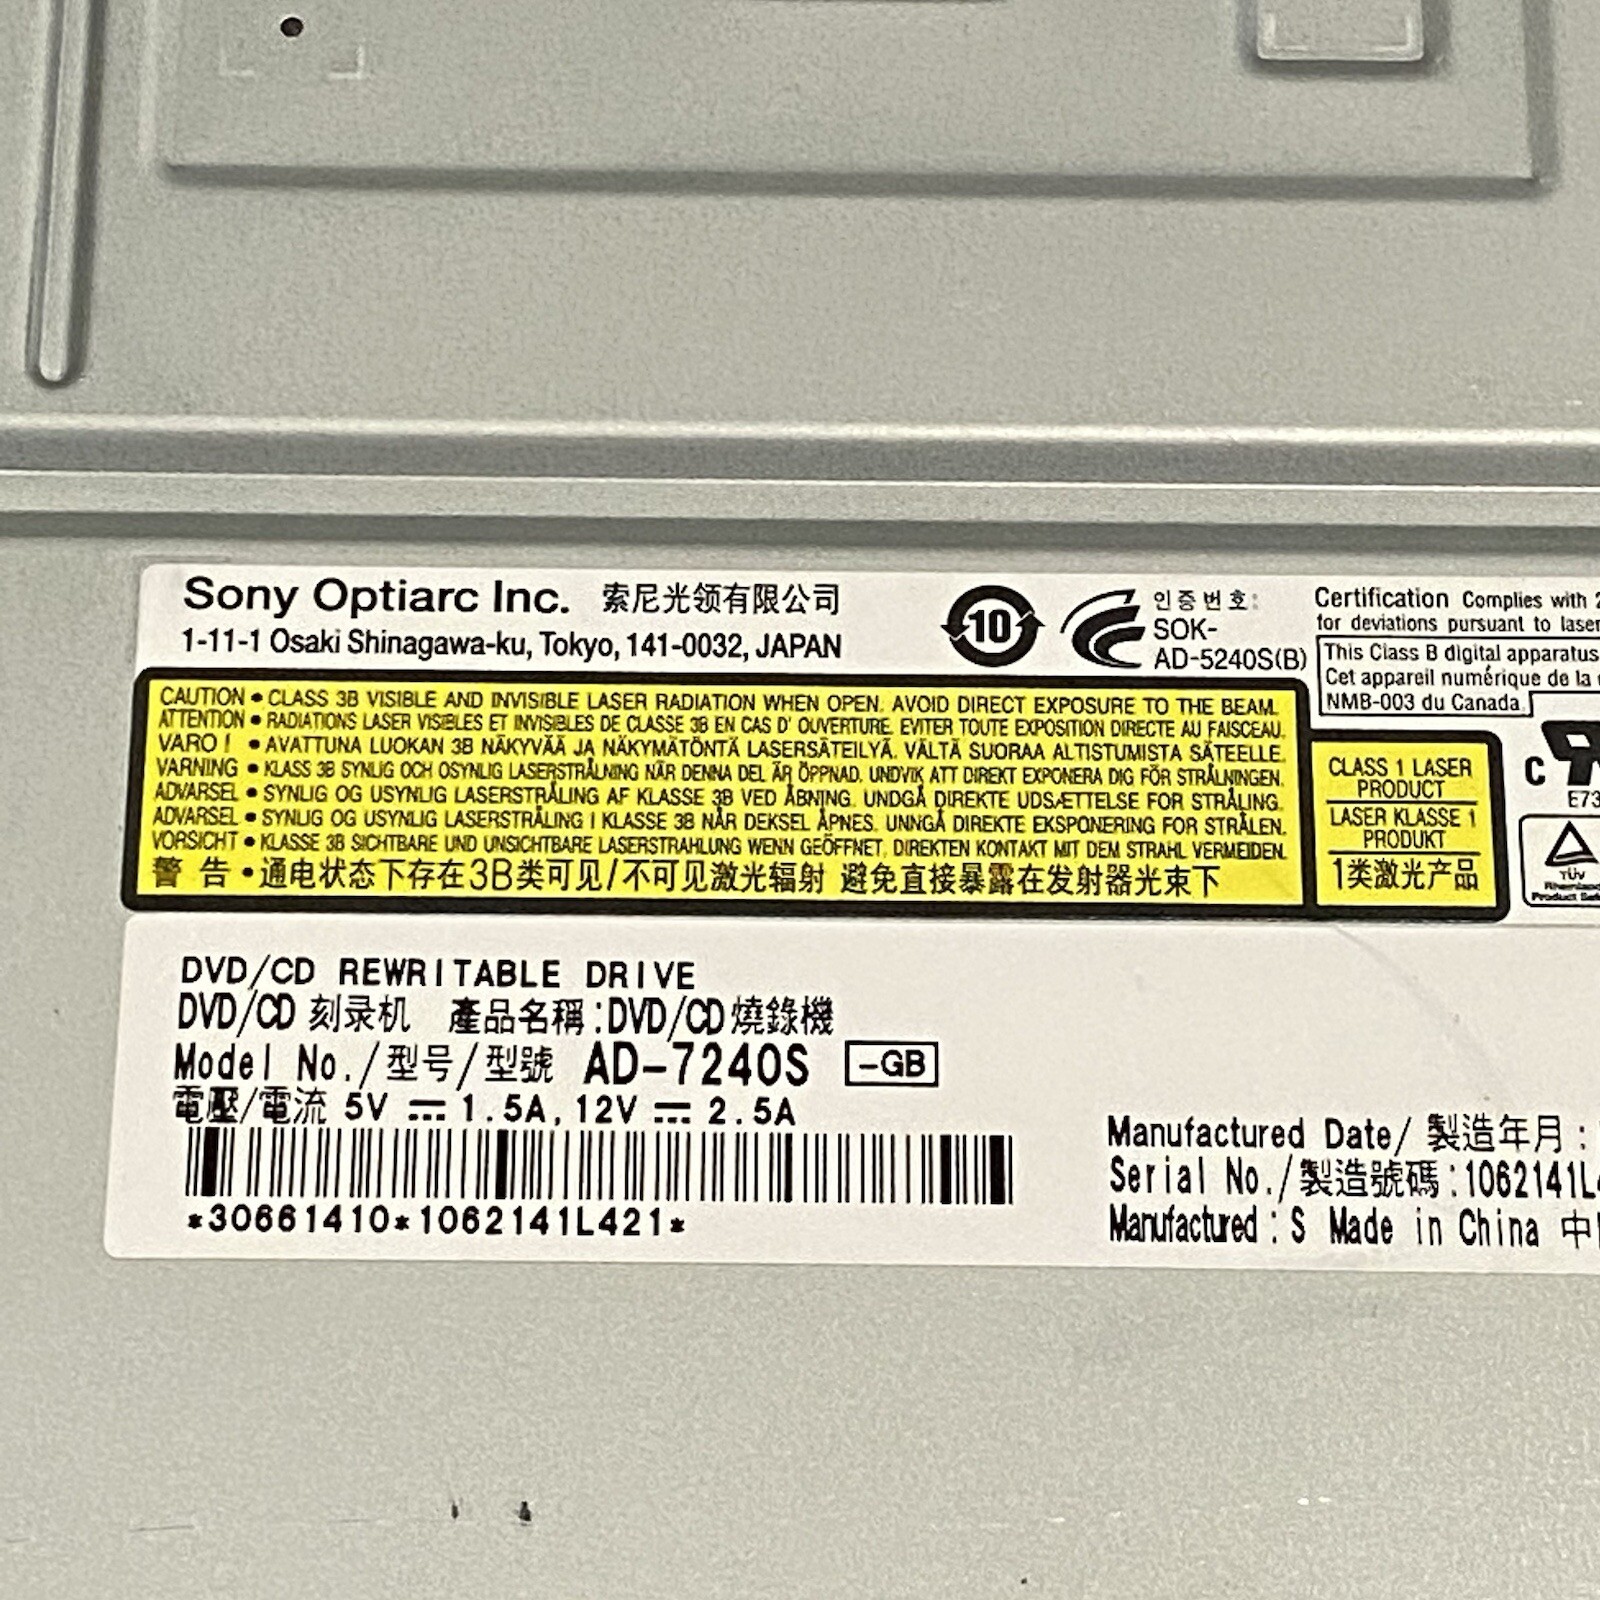 Sony Optiarc Inc. 索尼光领有限公司
1-11-1 Osaki Shinagawa-ku, Tokyo, 141-0032, JAPAN
10
인증번호:
SOK-
AD-5240S(B)
Certification Complies with 2
for deviations pursuant to laser
This Class B digital apparatus
Cet appareil numérique de la
NMB-003 du Canada.
CAUTION • CLASS 3B VISIBLE AND INVISIBLE LASER RADIATION WHEN OPEN. AVOID DIRECT EXPOSURE TO THE BEAM.
ATTENTION • RADIATIONS LASER VISIBLES ET INVISIBLES DE CLASSE 3B EN CAS D' OUVERTURE. EVITER TOUTE EXPOSITION DIRECTE AU FAISCEAU.
VARO! • AVATTUNA LUOKAN 3B NÄKYVÄÄ JA NÄKYMÄTÖNTÄ LASERSÄTEILYÄ. VÄLTÄ SUORAA ALTISTUMISTA SÄTEELLE.
VARNING • KLASS 3B SYNLIG OCH OSYNLIG LASERSTRÅLNING NÄR DENNA DEL ÄR ÖPPNAD. UNDVIK ATT DIREKT EXPONERA DIG FÖR STRÅLNINGEN.
ADVARSEL • SYNLIG OG USYNLIG LASERSTRÅLING AF KLASSE 3B VED ÅBNING. UNDGÅ DIREKTE UDSÆTTELSE FOR STRÅLING.
ADVARSEL • SYNLIG OG USYNLIG LASERSTRÅLING I KLASSE 3B NÅR DEKSEL ÅPNES. UNNGÅ DIREKTE EKSPONERING FOR STRÅLEN.
VORSICHT • KLASSE 3B SICHTBARE UND UNSICHTBARE LASERSTRAHLUNG WENN GEÖFFNET. DIREKTEN KONTAKT MIT DEM STRAHL VERMEIDEN.
警 告 • 通电状态下存在3B类可见/不可见激光辐射 避免直接暴露在发射器光束下
CLASS 1 LASER
PRODUCT
LASER KLASSE 1
PRODUKT
1类激光产品
C
E73
TÜV
Rheinland
Product Saf
DVD/CD REWRITABLE DRIVE
DVD/CD 刻录机 產品名稱:DVD/CD 燒錄機
Model No./型号/型號 AD-7240S -GB
電壓/電流 5V ⎓ 1.5A, 12V ⎓ 2.5A
*30661410*1062141L421*
Manufactured Date/ 製造年月:
Serial No./製造號碼:1062141L4
Manufactured : S Made in China 中